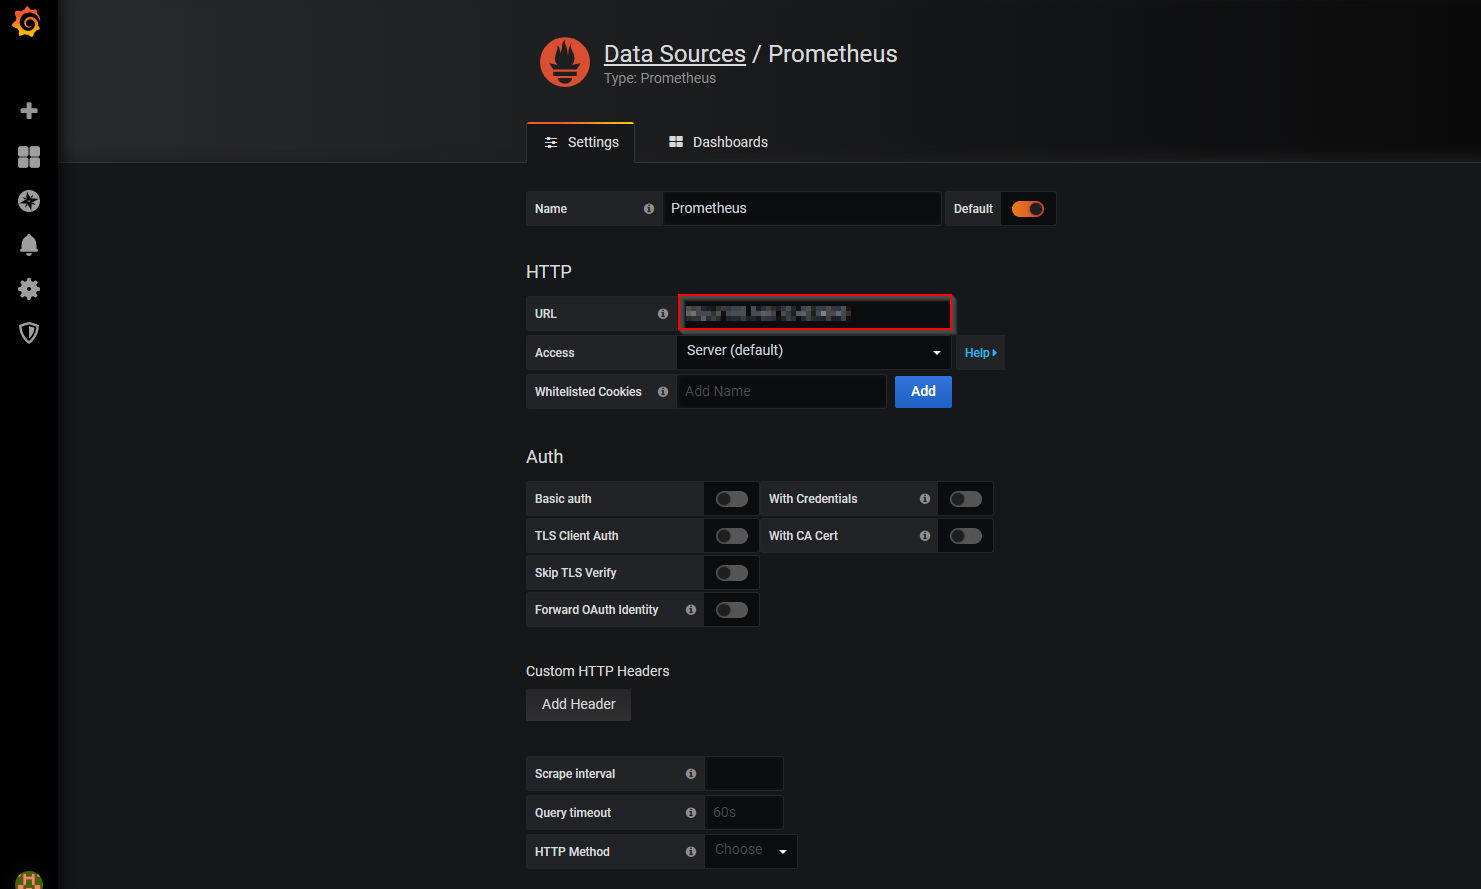 Data Sources / Prometheus
Type: Prometheus
Settings
Dashboards
Name
Prometheus
Default
HTTP
URL
Access
Server (default)
Help
Whitelisted Cookies
Add Name
Add
Auth
Basic auth
With Credentials
TLS Client Auth
With CA Cert
Skip TLS Verify
Forward OAuth Identity
Custom HTTP Headers
Add Header
Scrape interval
Query timeout
60s
HTTP Method
Choose